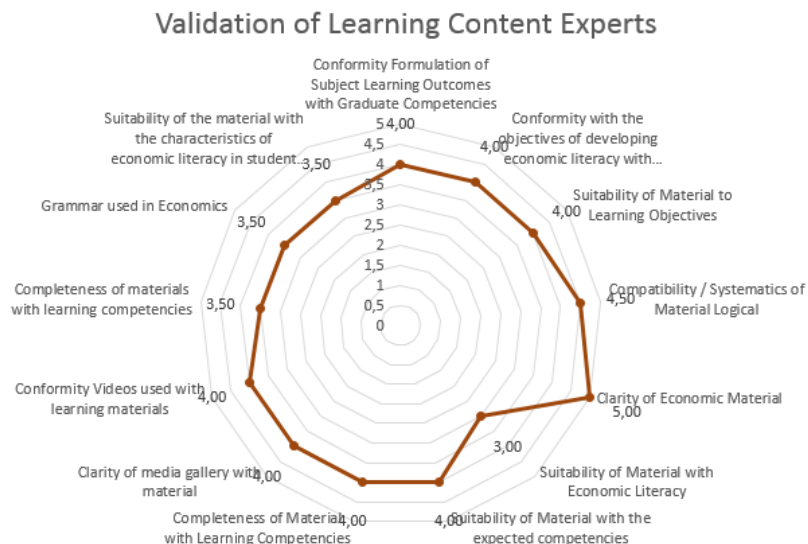 Validation of Learning Content Experts
Conformity Formulation of
Subject Learning Outcomes
with Graduate Competencies
4,00
Conformity with the
objectives of developing
economic literacy with...
4,00
Suitability of Material to
Learning Objectives
4,00
Compatibility / Systematics of
Material Logical
4,50
Clarity of Economic Material
5,00
Suitability of Material with
Economic Literacy
3,00
Suitability of Material with the
expected competencies
4,00
Completeness of Material
with Learning Competencies
4,00
Clarity of media gallery with
material
4,00
Conformity Videos used with
learning materials
4,00
Completeness of materials
with learning competencies
3,50
Grammar used in Economics
3,50
Suitability of the material with
the characteristics of
economic literacy in student...
3,50
5
4,5
4
3,5
3
2,5
2
1,5
1
0,5
0